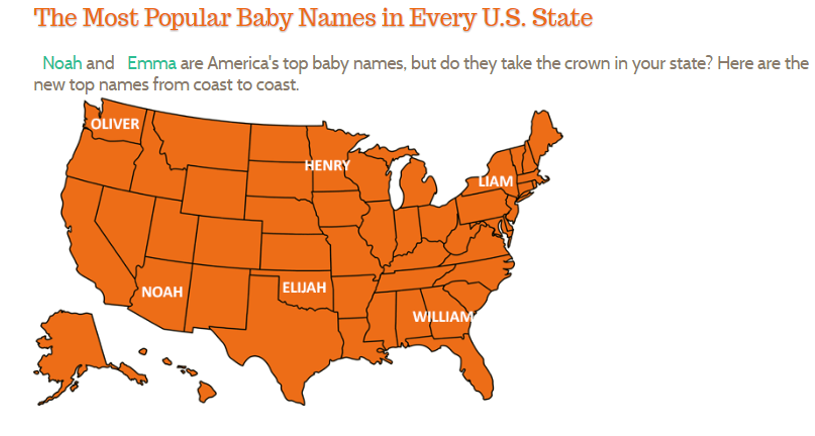 The Most Popular Baby Names in Every U.S. State
Noah and Emma are America's top baby names, but do they take the crown in your state? Here are the
new top names from coast to coast.
OLIVER
HENRY
LIAM
NOAH
ELIJAH
WILLIAM